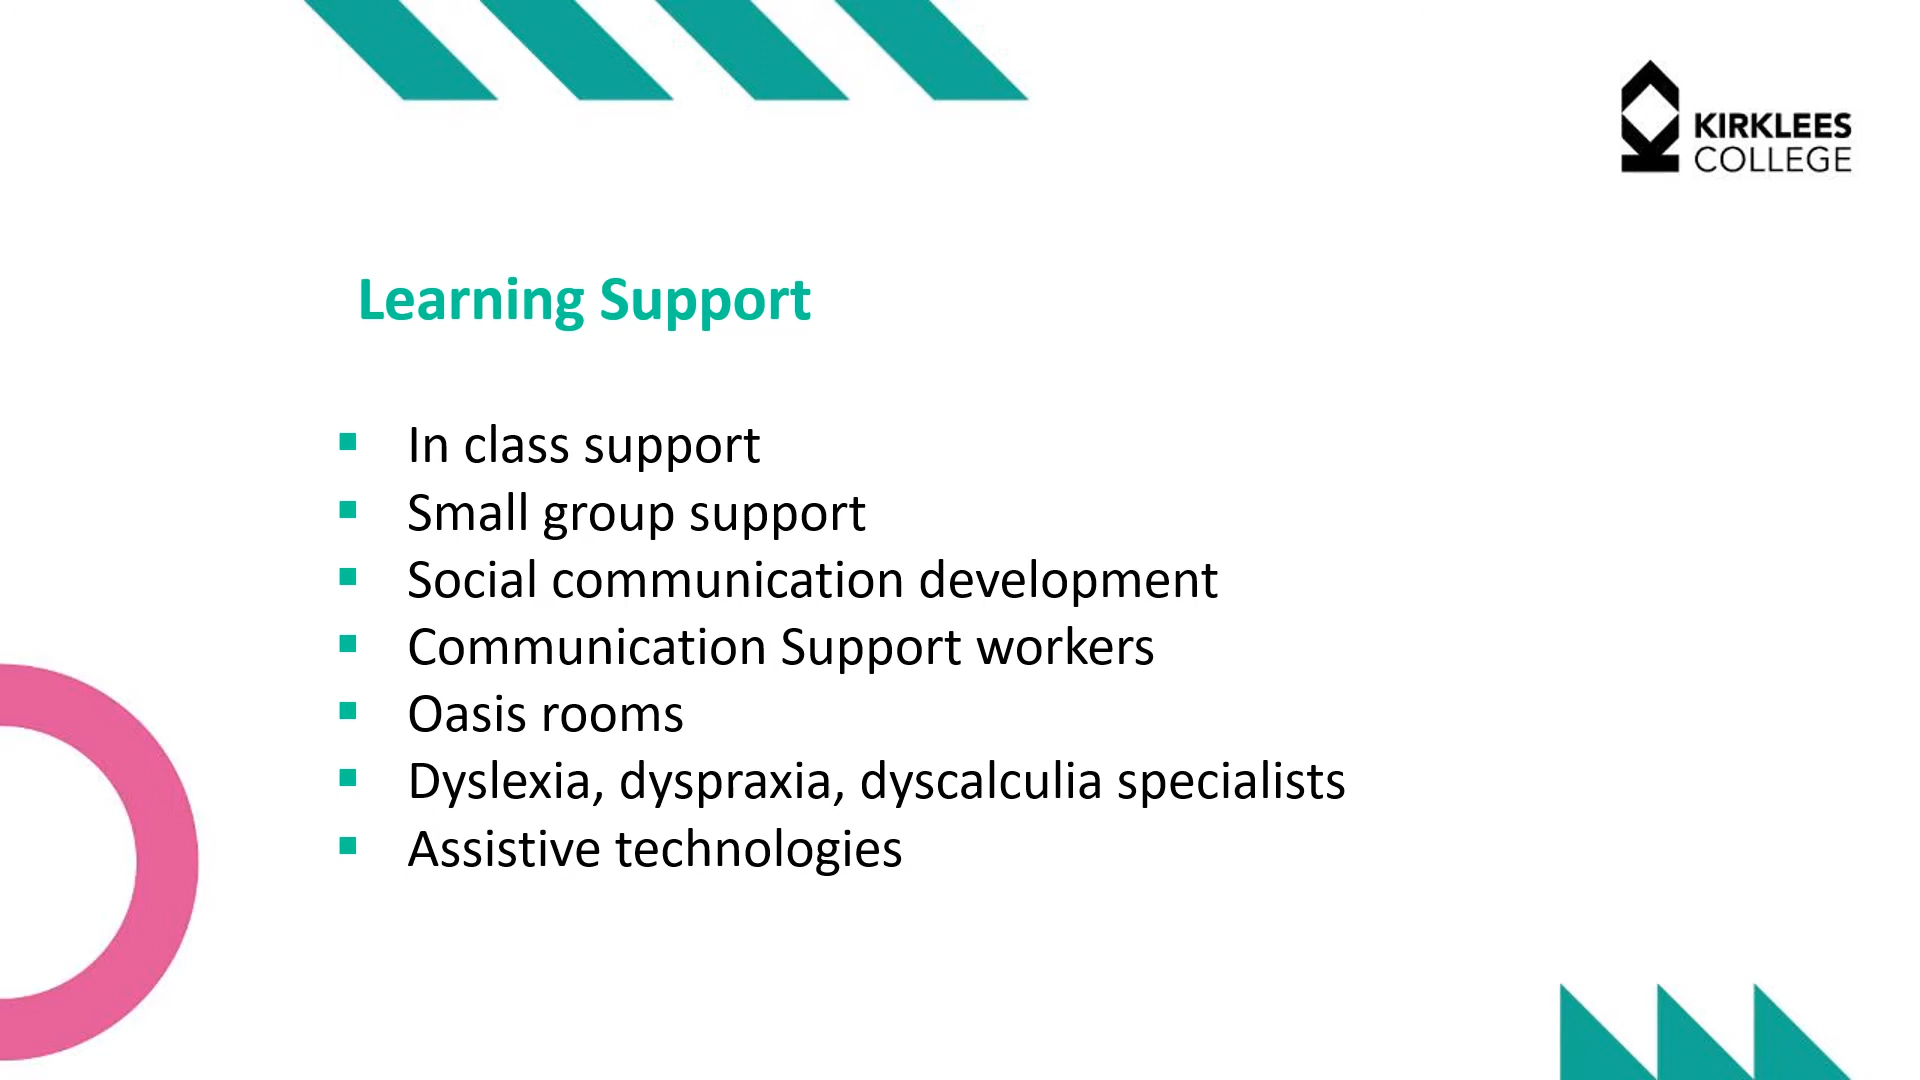 KIRKLEES
COLLEGE
Learning Support
▪ In class support
▪ Small group support
▪ Social communication development
▪ Communication Support workers
▪ Oasis rooms
▪ Dyslexia, dyspraxia, dyscalculia specialists
▪ Assistive technologies